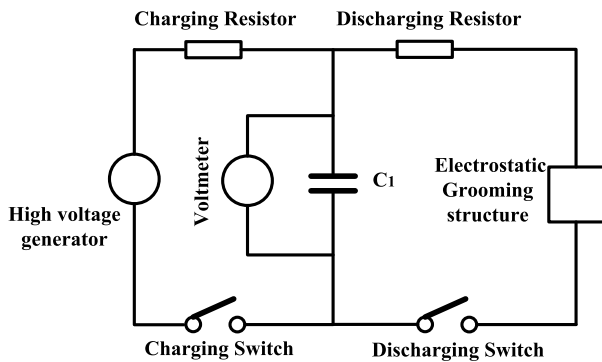 Charging Resistor
Discharging Resistor
High voltage
generator
Voltmeter
C1
Electrostatic
Grooming
structure
Charging Switch
Discharging Switch